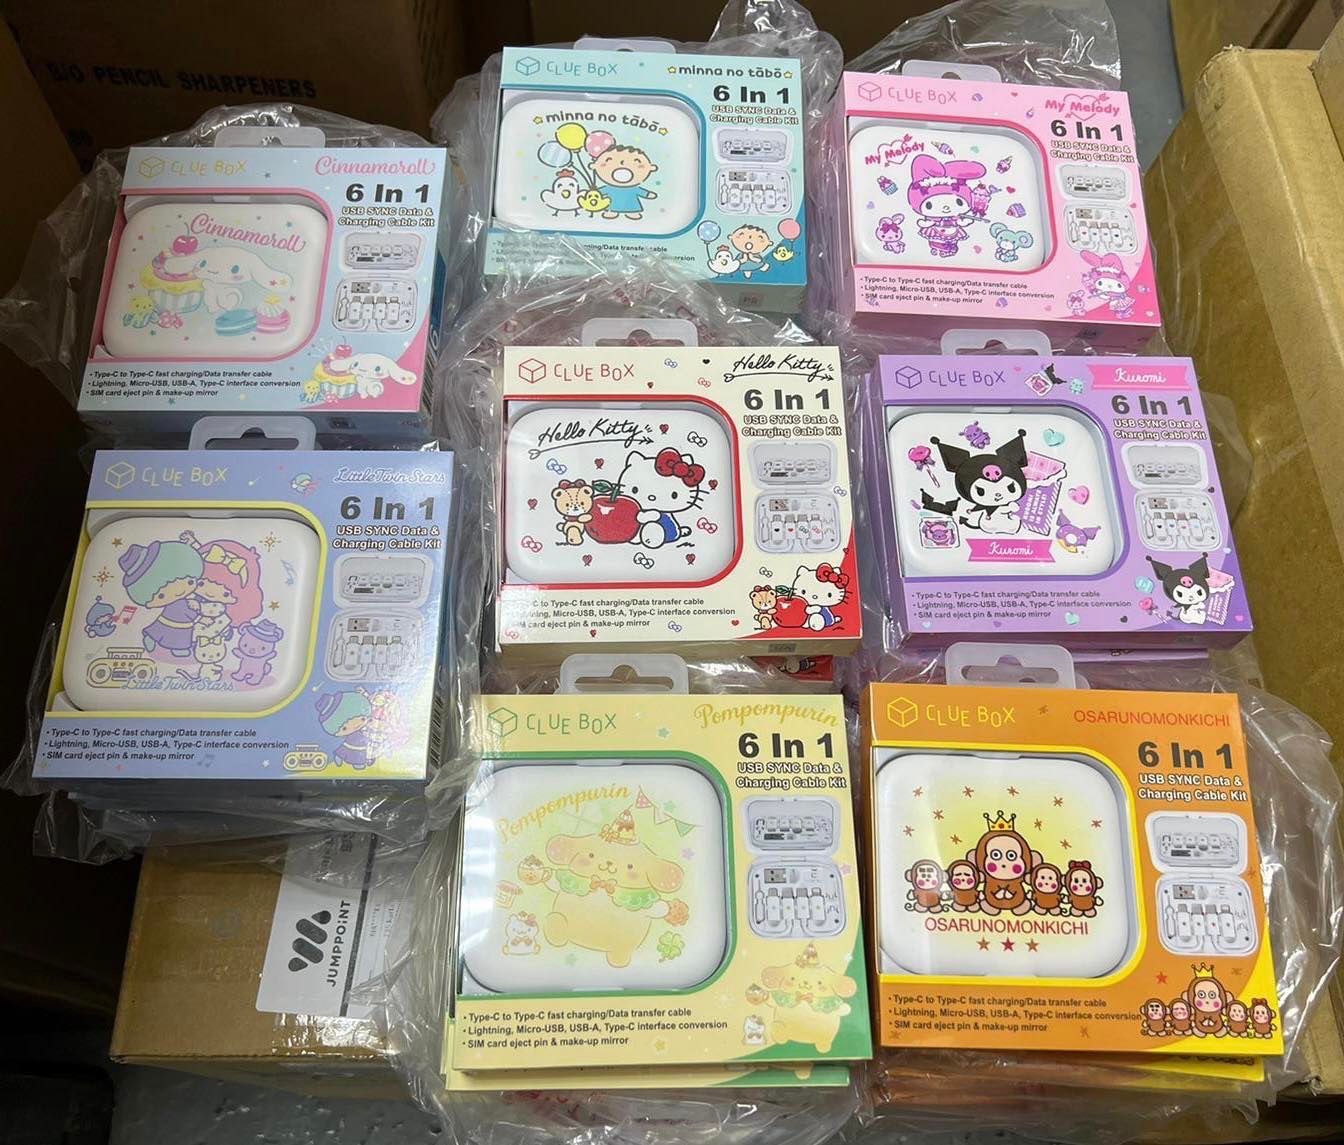 BIO PENCIL SHARPENERS
CLUE BOX
minna no tābō
6 In 1
USB SYNC Data &
Charging Cable Kit
minna no tābō
CLUE BOX
My Melody
6 In 1
USB SYNC Data &
Charging Cable Kit
My Melody
• Type-C to Type-C fast charging/Data transfer cable
• Lightning, Micro-USB, USB-A, Type-C interface conversion
• SIM card eject pin & make-up mirror
CLUE BOX
Cinnamoroll
6 In 1
USB SYNC Data &
Charging Cable Kit
Cinnamoroll
• Type-C to Type-C fast charging/Data transfer cable
• Lightning, Micro-USB, USB-A, Type-C interface conversion
• SIM card eject pin & make-up mirror
CLUE BOX
Hello Kitty
6 In 1
USB SYNC Data &
Charging Cable Kit
Hello Kitty
C to Type-C fast charging/Data transfer cable
Lightning, Micro-USB, USB-A, Type-C interface conversion
card eject pin & make-up mirror
CLUE BOX
Kuromi
6 In 1
USB SYNC Data &
Charging Cable Kit
KUROMI
IS ALWAYS
IN STYLE!
Kuromi
• Type-C to Type-C fast charging/Data transfer cable
• Lightning, Micro-USB, USB-A, Type-C interface conversion
• SIM card eject pin & make-up mirror
CLUE BOX
LittleTwinStars
6 In 1
USB SYNC Data &
Charging Cable Kit
LittleTwinStars
• Type-C to Type-C fast charging/Data transfer cable
• Lightning, Micro-USB, USB-A, Type-C interface conversion
• SIM card eject pin & make-up mirror
JUMPPOINT
CLUE BOX
Pompompurin
6 In 1
USB SYNC Data &
Charging Cable Kit
Pompompurin
• Type-C to Type-C fast charging/Data transfer cable
• Lightning, Micro-USB, USB-A, Type-C interface conversion
• SIM card eject pin & make-up mirror
CLUE BOX
OSARUNOMONKICHI
6 In 1
USB SYNC Data &
Charging Cable Kit
OSARUNOMONKICHI
• Type-C to Type-C fast charging/Data transfer cable
• Lightning, Micro-USB, USB-A, Type-C interface conversion
• SIM card eject pin & make-up mirror